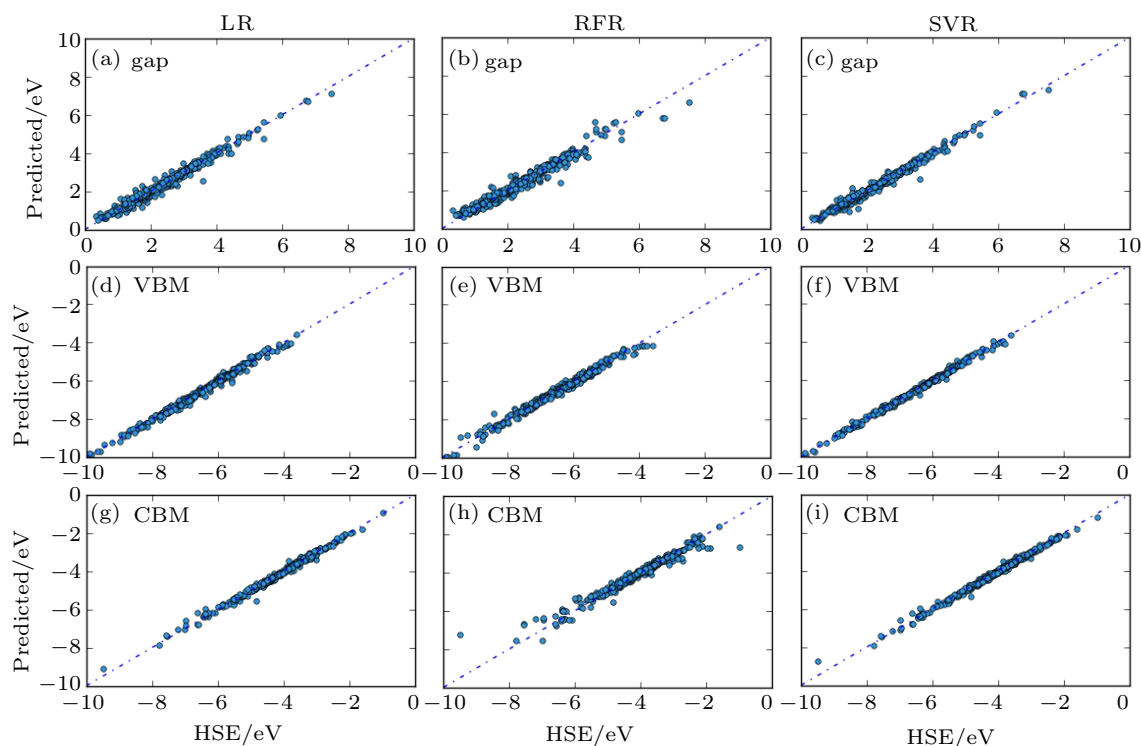 LR RFR SVR
(a) gap (b) gap (c) gap
Predicted/eV
10
8
6
4
2
0
0 2 4 6 8 10 0 2 4 6 8 10 0 2 4 6 8 10
(d) VBM (e) VBM (f) VBM
Predicted/eV
0
−2
−4
−6
−8
−10
−10 −8 −6 −4 −2 0 −10 −8 −6 −4 −2 0 −10 −8 −6 −4 −2 0
(g) CBM (h) CBM (i) CBM
Predicted/eV
0
−2
−4
−6
−8
−10
−10 −8 −6 −4 −2 0 −10 −8 −6 −4 −2 0 −10 −8 −6 −4 −2 0
HSE/eV HSE/eV HSE/eV